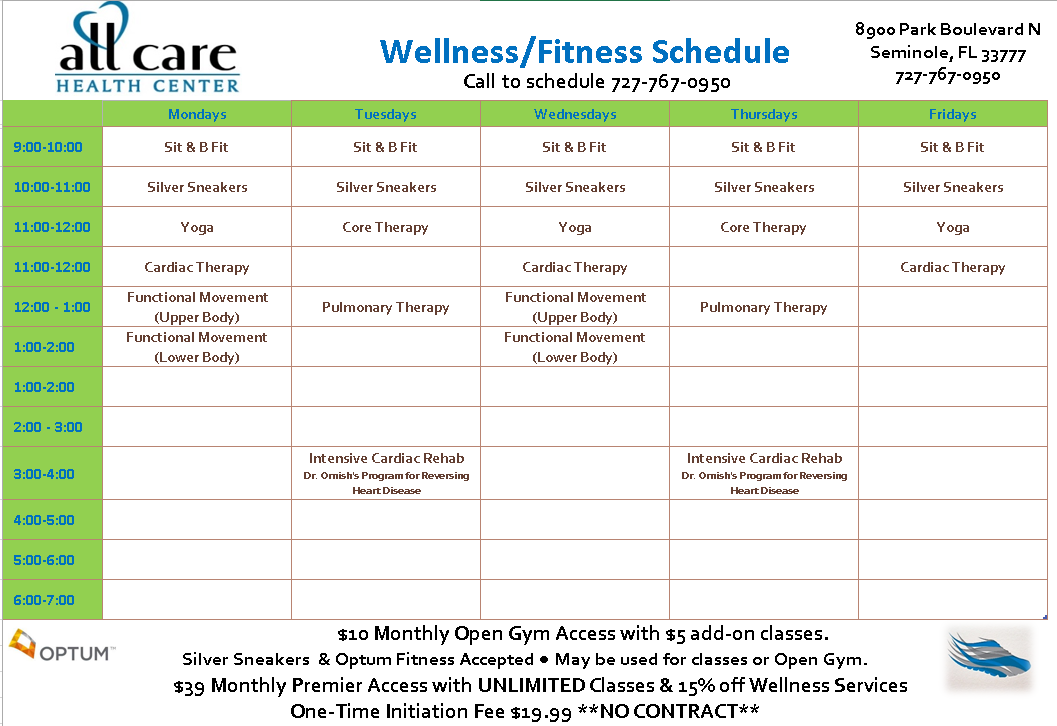 all care
HEALTH CENTER
Wellness/Fitness Schedule
Call to schedule 727-767-0950
8900 Park Boulevard N
Seminole, FL 33777
727-767-0950
Mondays Tuesdays Wednesdays Thursdays Fridays
9:00-10:00 Sit & B Fit Sit & B Fit Sit & B Fit Sit & B Fit Sit & B Fit
10:00-11:00 Silver Sneakers Silver Sneakers Silver Sneakers Silver Sneakers Silver Sneakers
11:00-12:00 Yoga Core Therapy Yoga Core Therapy Yoga
11:00-12:00 Cardiac Therapy Cardiac Therapy Cardiac Therapy
12:00 - 1:00 Functional Movement
(Upper Body) Pulmonary Therapy Functional Movement
(Upper Body) Pulmonary Therapy
1:00-2:00 Functional Movement
(Lower Body) Functional Movement
(Lower Body)
1:00-2:00
2:00 - 3:00
3:00-4:00 Intensive Cardiac Rehab
Dr. Ornish's Program for Reversing
Heart Disease Intensive Cardiac Rehab
Dr. Ornish's Program for Reversing
Heart Disease
4:00-5:00
5:00-6:00
6:00-7:00
OPTUM™
$10 Monthly Open Gym Access with $5 add-on classes.
Silver Sneakers & Optum Fitness Accepted • May be used for classes or Open Gym.
$39 Monthly Premier Access with UNLIMITED Classes & 15% off Wellness Services
One-Time Initiation Fee $19.99 **NO CONTRACT**